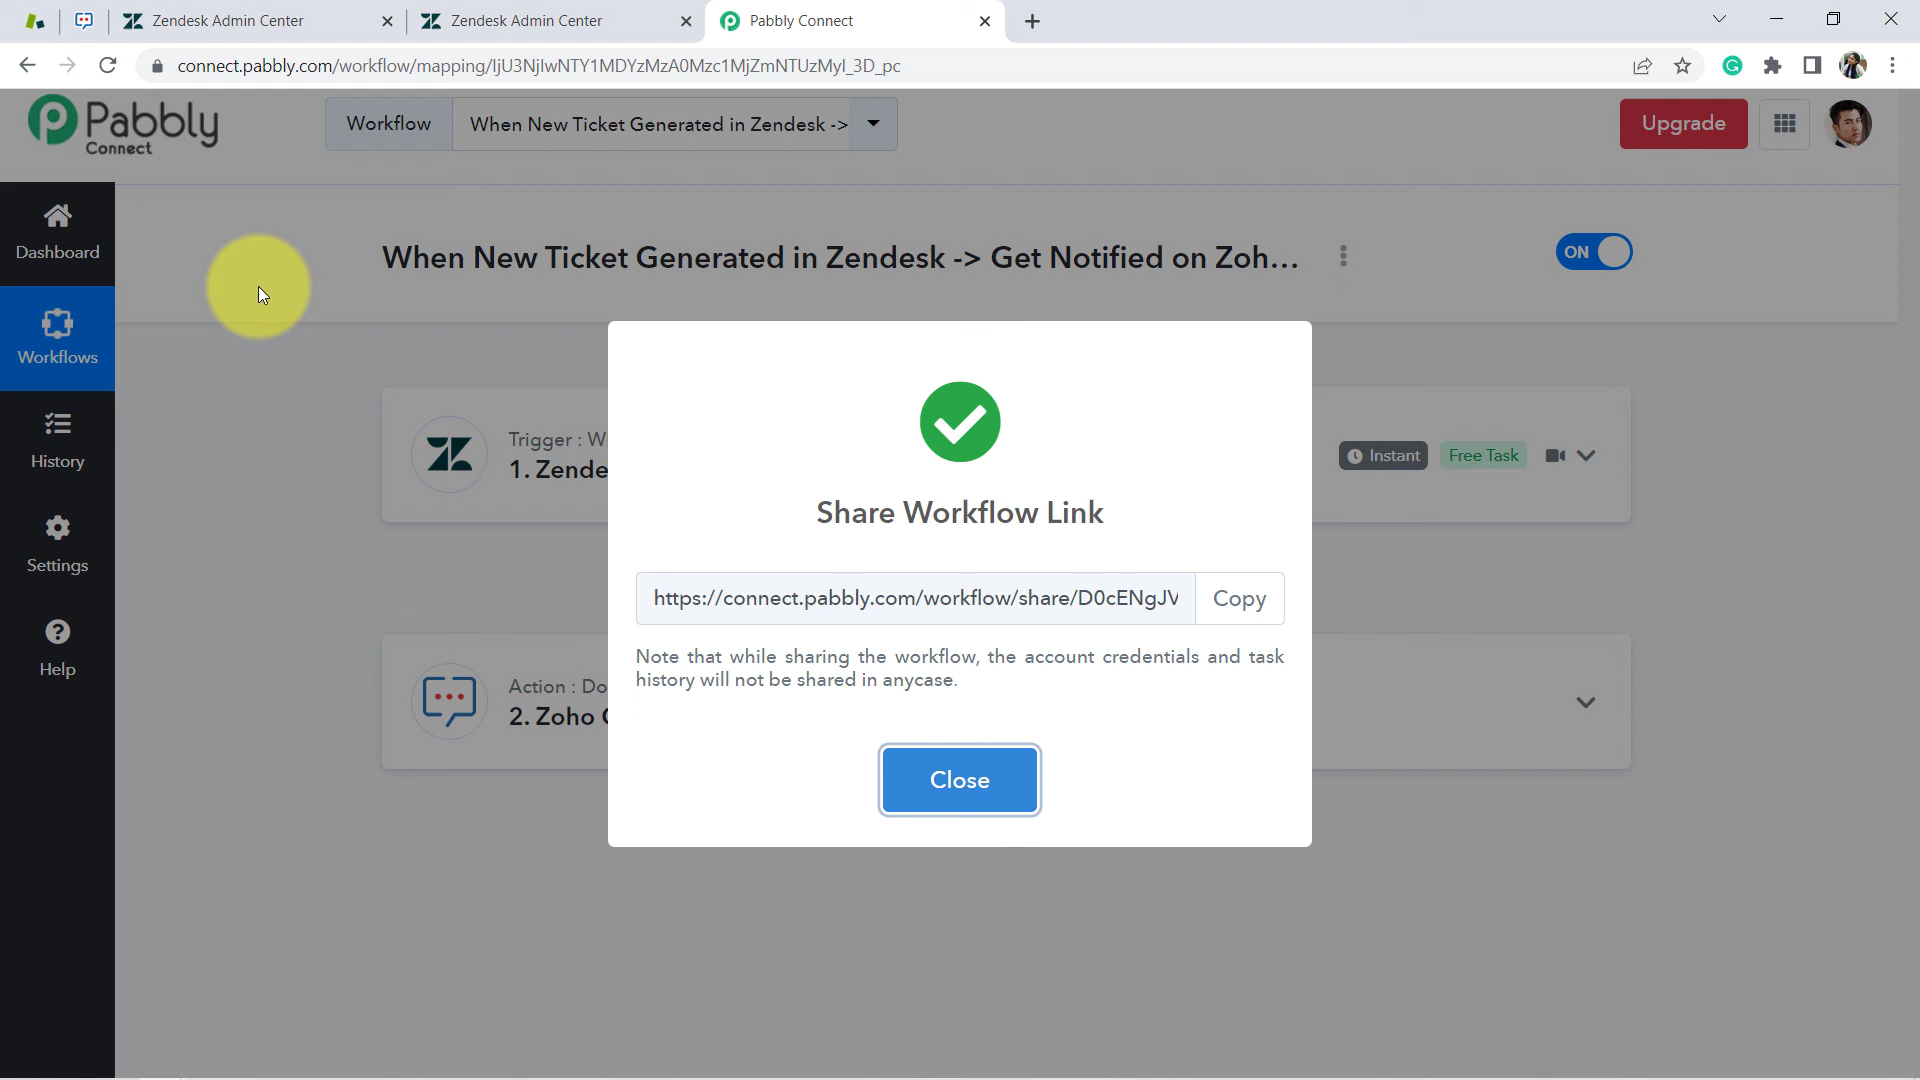 Zendesk Admin Center
Zendesk Admin Center
Pabbly Connect
connect.pabbly.com/workflow/mapping/IjU3NjIwNTY1MDYzMzA0Mzc1MjZmNTUzMyI_3D_pc
Pabbly
Connect
Workflow
When New Ticket Generated in Zendesk ->
Upgrade
Dashboard
When New Ticket Generated in Zendesk -> Get Notified on Zoh...
ON
Workflows
Trigger : W
1. Zende
Instant
Free Task
History
Share Workflow Link
Settings
https://connect.pabbly.com/workflow/share/D0cENgJV
Copy
Note that while sharing the workflow, the account credentials and task
history will not be shared in anycase.
Help
Action : Do
2. Zoho C
Close